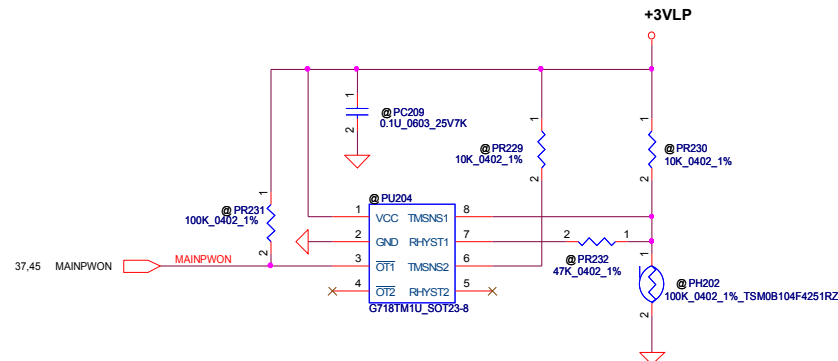 +3VLP
1
@PC209
0.1U_0603_25V7K
2
1
@PR229
10K_0402_1%
2
1
@PR230
10K_0402_1%
2
1
@PR231
100K_0402_1%
2
@PU204
1 VCC TMSNS1 8
2 GND RHYST1 7
3 OT1 TMSNS2 6
4 OT2 RHYST2 5
G718TM1U_SOT23-8
2 1
@PR232
47K_0402_1%
37,45 MAINPWON MAINPWON
1
@PH202
100K_0402_1%_TSM0B104F4251RZ
2